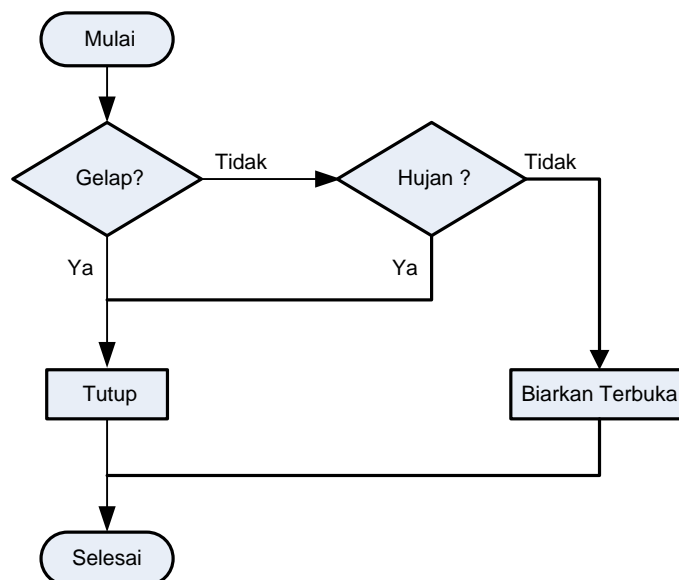 Mulai
Gelap?
Tidak
Hujan ?
Tidak
Ya
Ya
Tutup
Biarkan Terbuka
Selesai